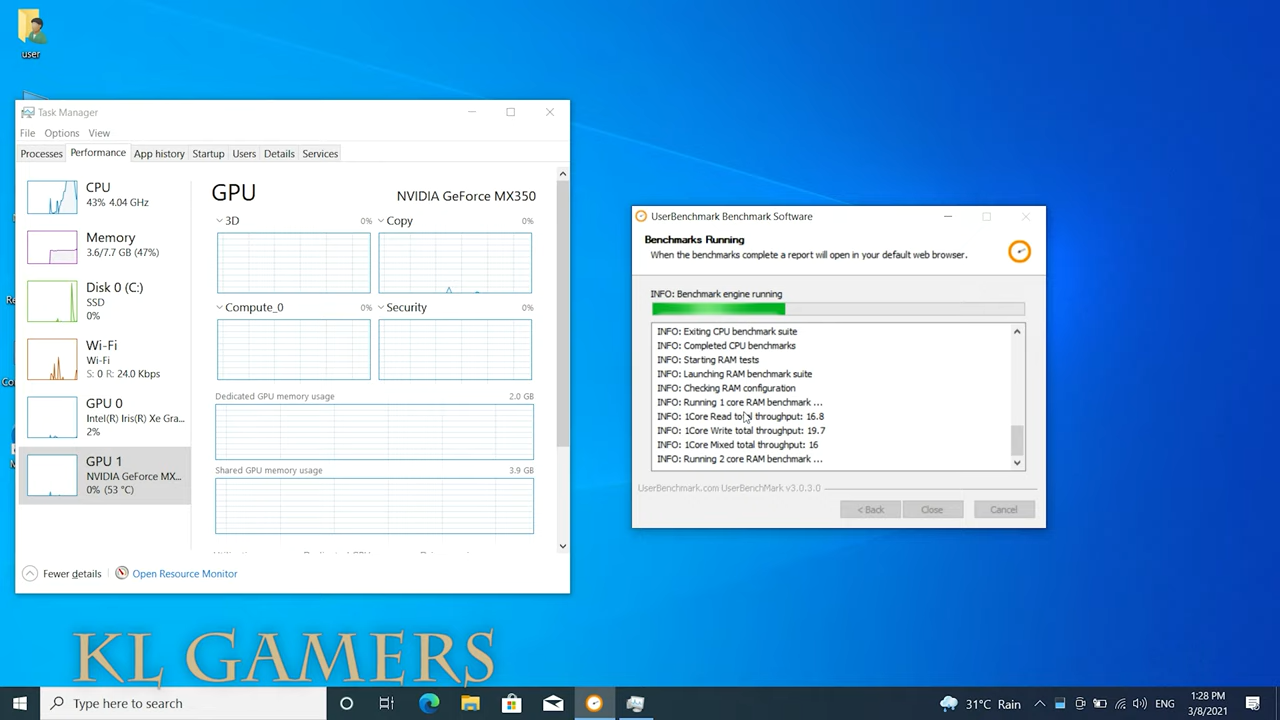 user
Task Manager
File Options View
Processes Performance App history Startup Users Details Services
CPU
43% 4.04 GHz
Memory
3.6/7.7 GB (47%)
Disk 0 (C:)
SSD
0%
Wi-Fi
Wi-Fi
S: 0 R: 24.0 Kbps
GPU 0
Intel(R) Iris(R) Xe Gra...
2%
GPU 1
NVIDIA GeForce MX...
0% (53 °C)
GPU NVIDIA GeForce MX350
3D 0% Copy 0%
Compute_0 0% Security 0%
Dedicated GPU memory usage 2.0 GB
Shared GPU memory usage 3.9 GB
Fewer details Open Resource Monitor
UserBenchmark Benchmark Software
Benchmarks Running
When the benchmarks complete a report will open in your default web browser.
INFO: Benchmark engine running
INFO: Exiting CPU benchmark suite
INFO: Completed CPU benchmarks
INFO: Starting RAM tests
INFO: Launching RAM benchmark suite
INFO: Checking RAM configuration
INFO: Running 1 core RAM benchmark ...
INFO: 1Core Read total throughput: 16.8
INFO: 1Core Write total throughput: 19.7
INFO: 1Core Mixed total throughput: 16
INFO: Running 2 core RAM benchmark ...
UserBenchmark.com UserBenchMark v3.0.3.0
< Back Close Cancel
KL GAMERS
Type here to search
31°C Rain ENG
1:28 PM
3/8/2021